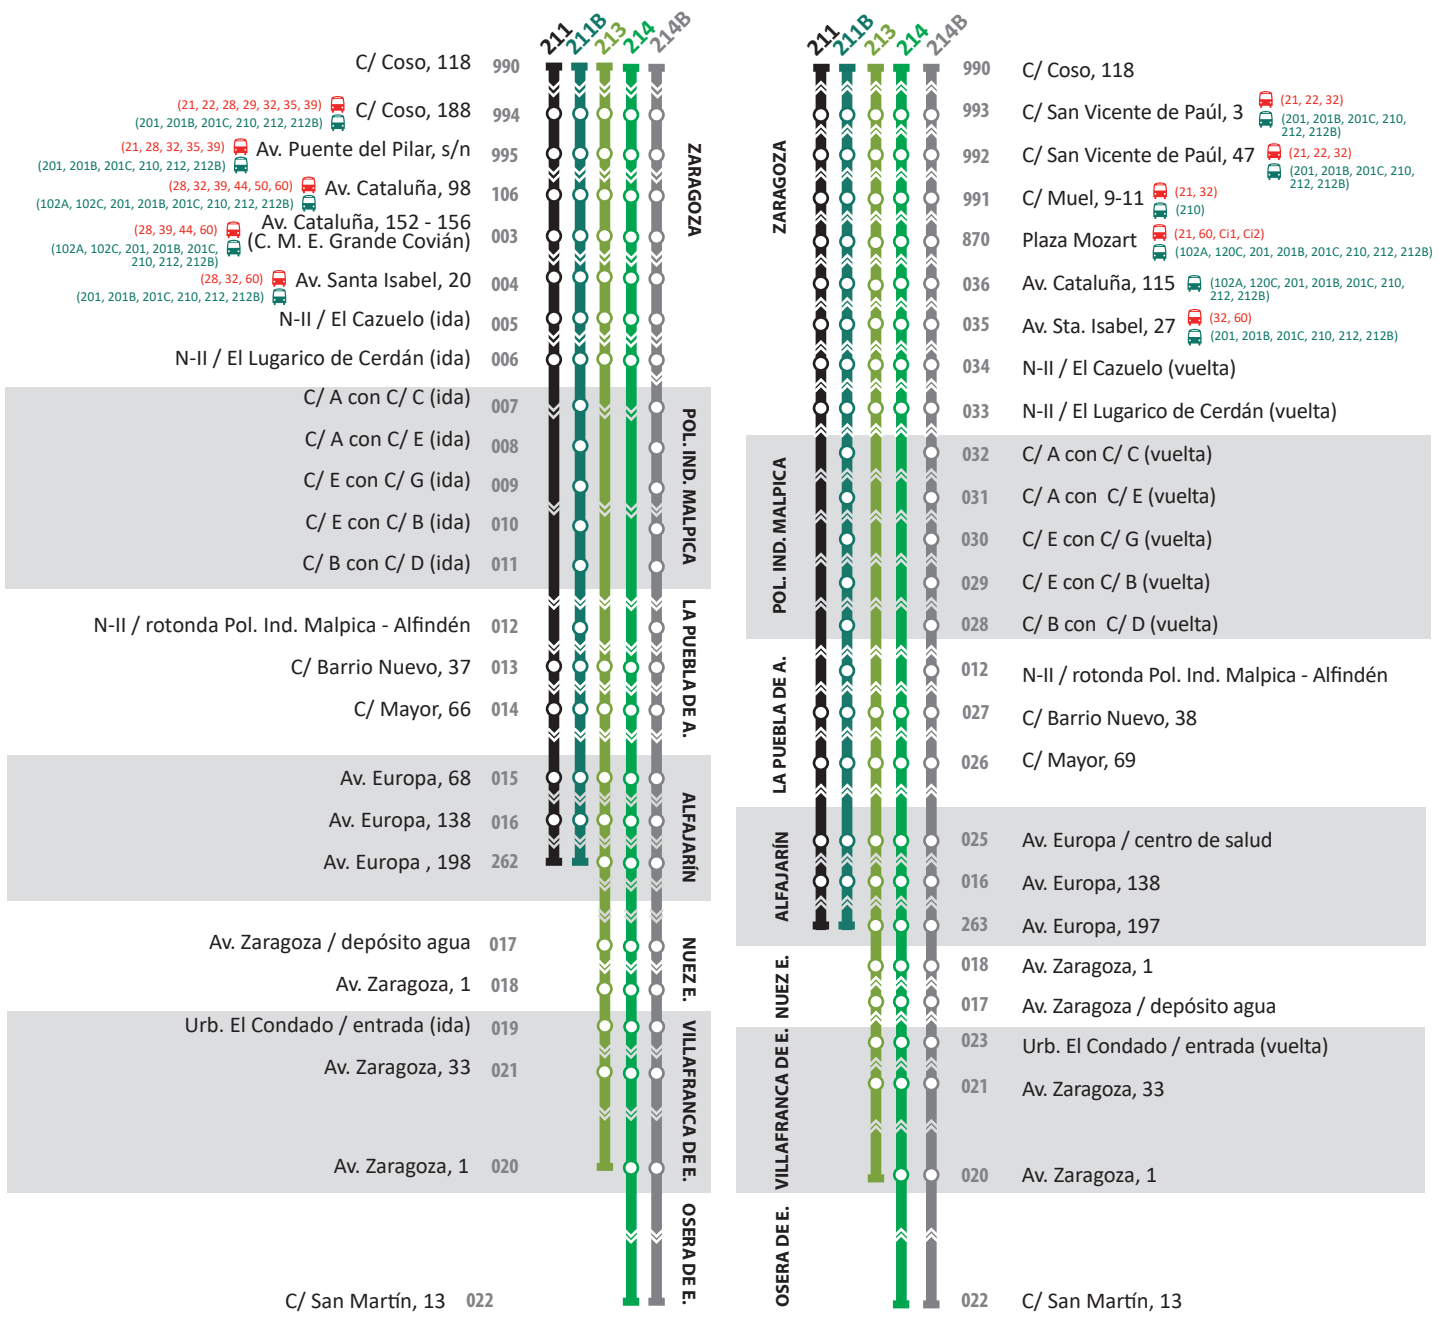 211 211B 213 214 214B
C/ Coso, 118 990
(21, 22, 28, 29, 32, 35, 39)
(201, 201B, 201C, 210, 212, 212B)
C/ Coso, 188 994
(21, 28, 32, 35, 39)
(201, 201B, 201C, 210, 212, 212B)
Av. Puente del Pilar, s/n 995
(28, 32, 39, 44, 50, 60)
(102A, 102C, 201, 201B, 201C, 210, 212, 212B)
Av. Cataluña, 98 106
(28, 39, 44, 60)
(102A, 102C, 201, 201B, 201C,
210, 212, 212B)
Av. Cataluña, 152 - 156
(C. M. E. Grande Covián) 003
(28, 32, 60)
(201, 201B, 201C, 210, 212, 212B)
Av. Santa Isabel, 20 004
N-II / El Cazuelo (ida) 005
N-II / El Lugarico de Cerdán (ida) 006
ZARAGOZA
C/ A con C/ C (ida) 007
C/ A con C/ E (ida) 008
C/ E con C/ G (ida) 009
C/ E con C/ B (ida) 010
C/ B con C/ D (ida) 011
POL. IND. MALPICA
N-II / rotonda Pol. Ind. Malpica - Alfindén 012
C/ Barrio Nuevo, 37 013
C/ Mayor, 66 014
LA PUEBLA DE A.
Av. Europa, 68 015
Av. Europa, 138 016
Av. Europa , 198 262
ALFAJARÍN
Av. Zaragoza / depósito agua 017
Av. Zaragoza, 1 018
NUEZ E.
Urb. El Condado / entrada (ida) 019
Av. Zaragoza, 33 021
Av. Zaragoza, 1 020
VILLAFRANCA DE E.
C/ San Martín, 13 022
OSERA DE E.
211 211B 213 214 214B
990 C/ Coso, 118
993 C/ San Vicente de Paúl, 3
(21, 22, 32)
(201, 201B, 201C, 210,
212, 212B)
992 C/ San Vicente de Paúl, 47
(21, 22, 32)
(201, 201B, 201C, 210,
212, 212B)
991 C/ Muel, 9-11
(21, 32)
(210)
870 Plaza Mozart
(21, 60, Ci1, Ci2)
(102A, 120C, 201, 201B, 201C, 210, 212, 212B)
036 Av. Cataluña, 115
(102A, 120C, 201, 201B, 201C, 210,
212, 212B)
035 Av. Sta. Isabel, 27
(32, 60)
(201, 201B, 201C, 210, 212, 212B)
034 N-II / El Cazuelo (vuelta)
033 N-II / El Lugarico de Cerdán (vuelta)
ZARAGOZA
032 C/ A con C/ C (vuelta)
031 C/ A con C/ E (vuelta)
030 C/ E con C/ G (vuelta)
029 C/ E con C/ B (vuelta)
028 C/ B con C/ D (vuelta)
POL. IND. MALPICA
012 N-II / rotonda Pol. Ind. Malpica - Alfindén
027 C/ Barrio Nuevo, 38
026 C/ Mayor, 69
LA PUEBLA DE A.
025 Av. Europa / centro de salud
016 Av. Europa, 138
263 Av. Europa, 197
ALFAJARÍN
018 Av. Zaragoza, 1
017 Av. Zaragoza / depósito agua
NUEZ E.
023 Urb. El Condado / entrada (vuelta)
021 Av. Zaragoza, 33
020 Av. Zaragoza, 1
VILLAFRANCA DE E.
022 C/ San Martín, 13
OSERA DE E.